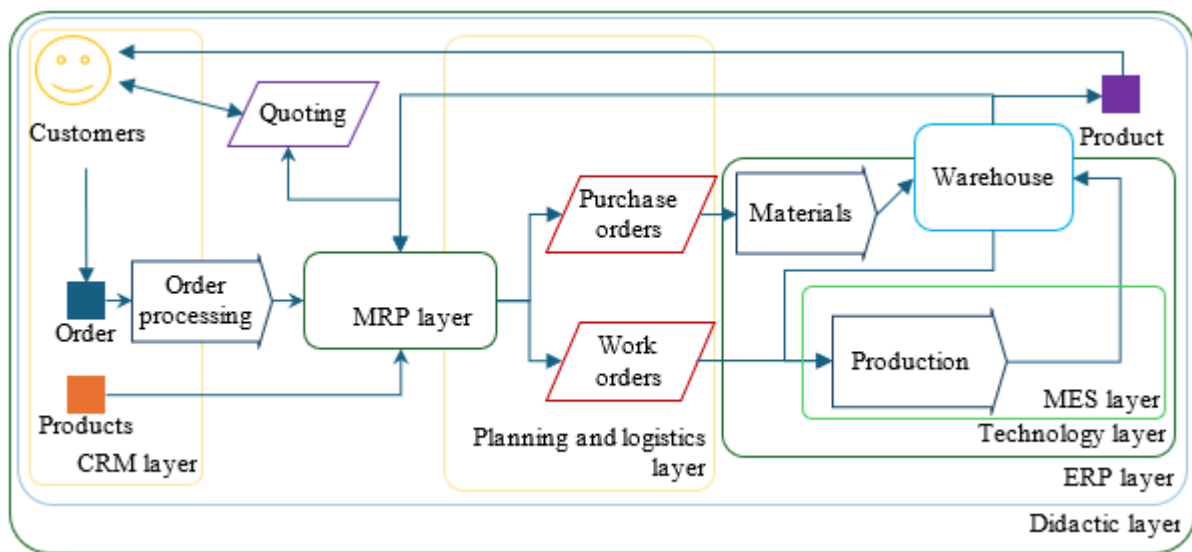 Customers
Quoting
Product
Warehouse
Purchase
orders
Materials
Order
processing
Order
MRP layer
Work
orders
Production
Products
CRM layer
Planning and logistics
layer
MES layer
Technology layer
ERP layer
Didactic layer